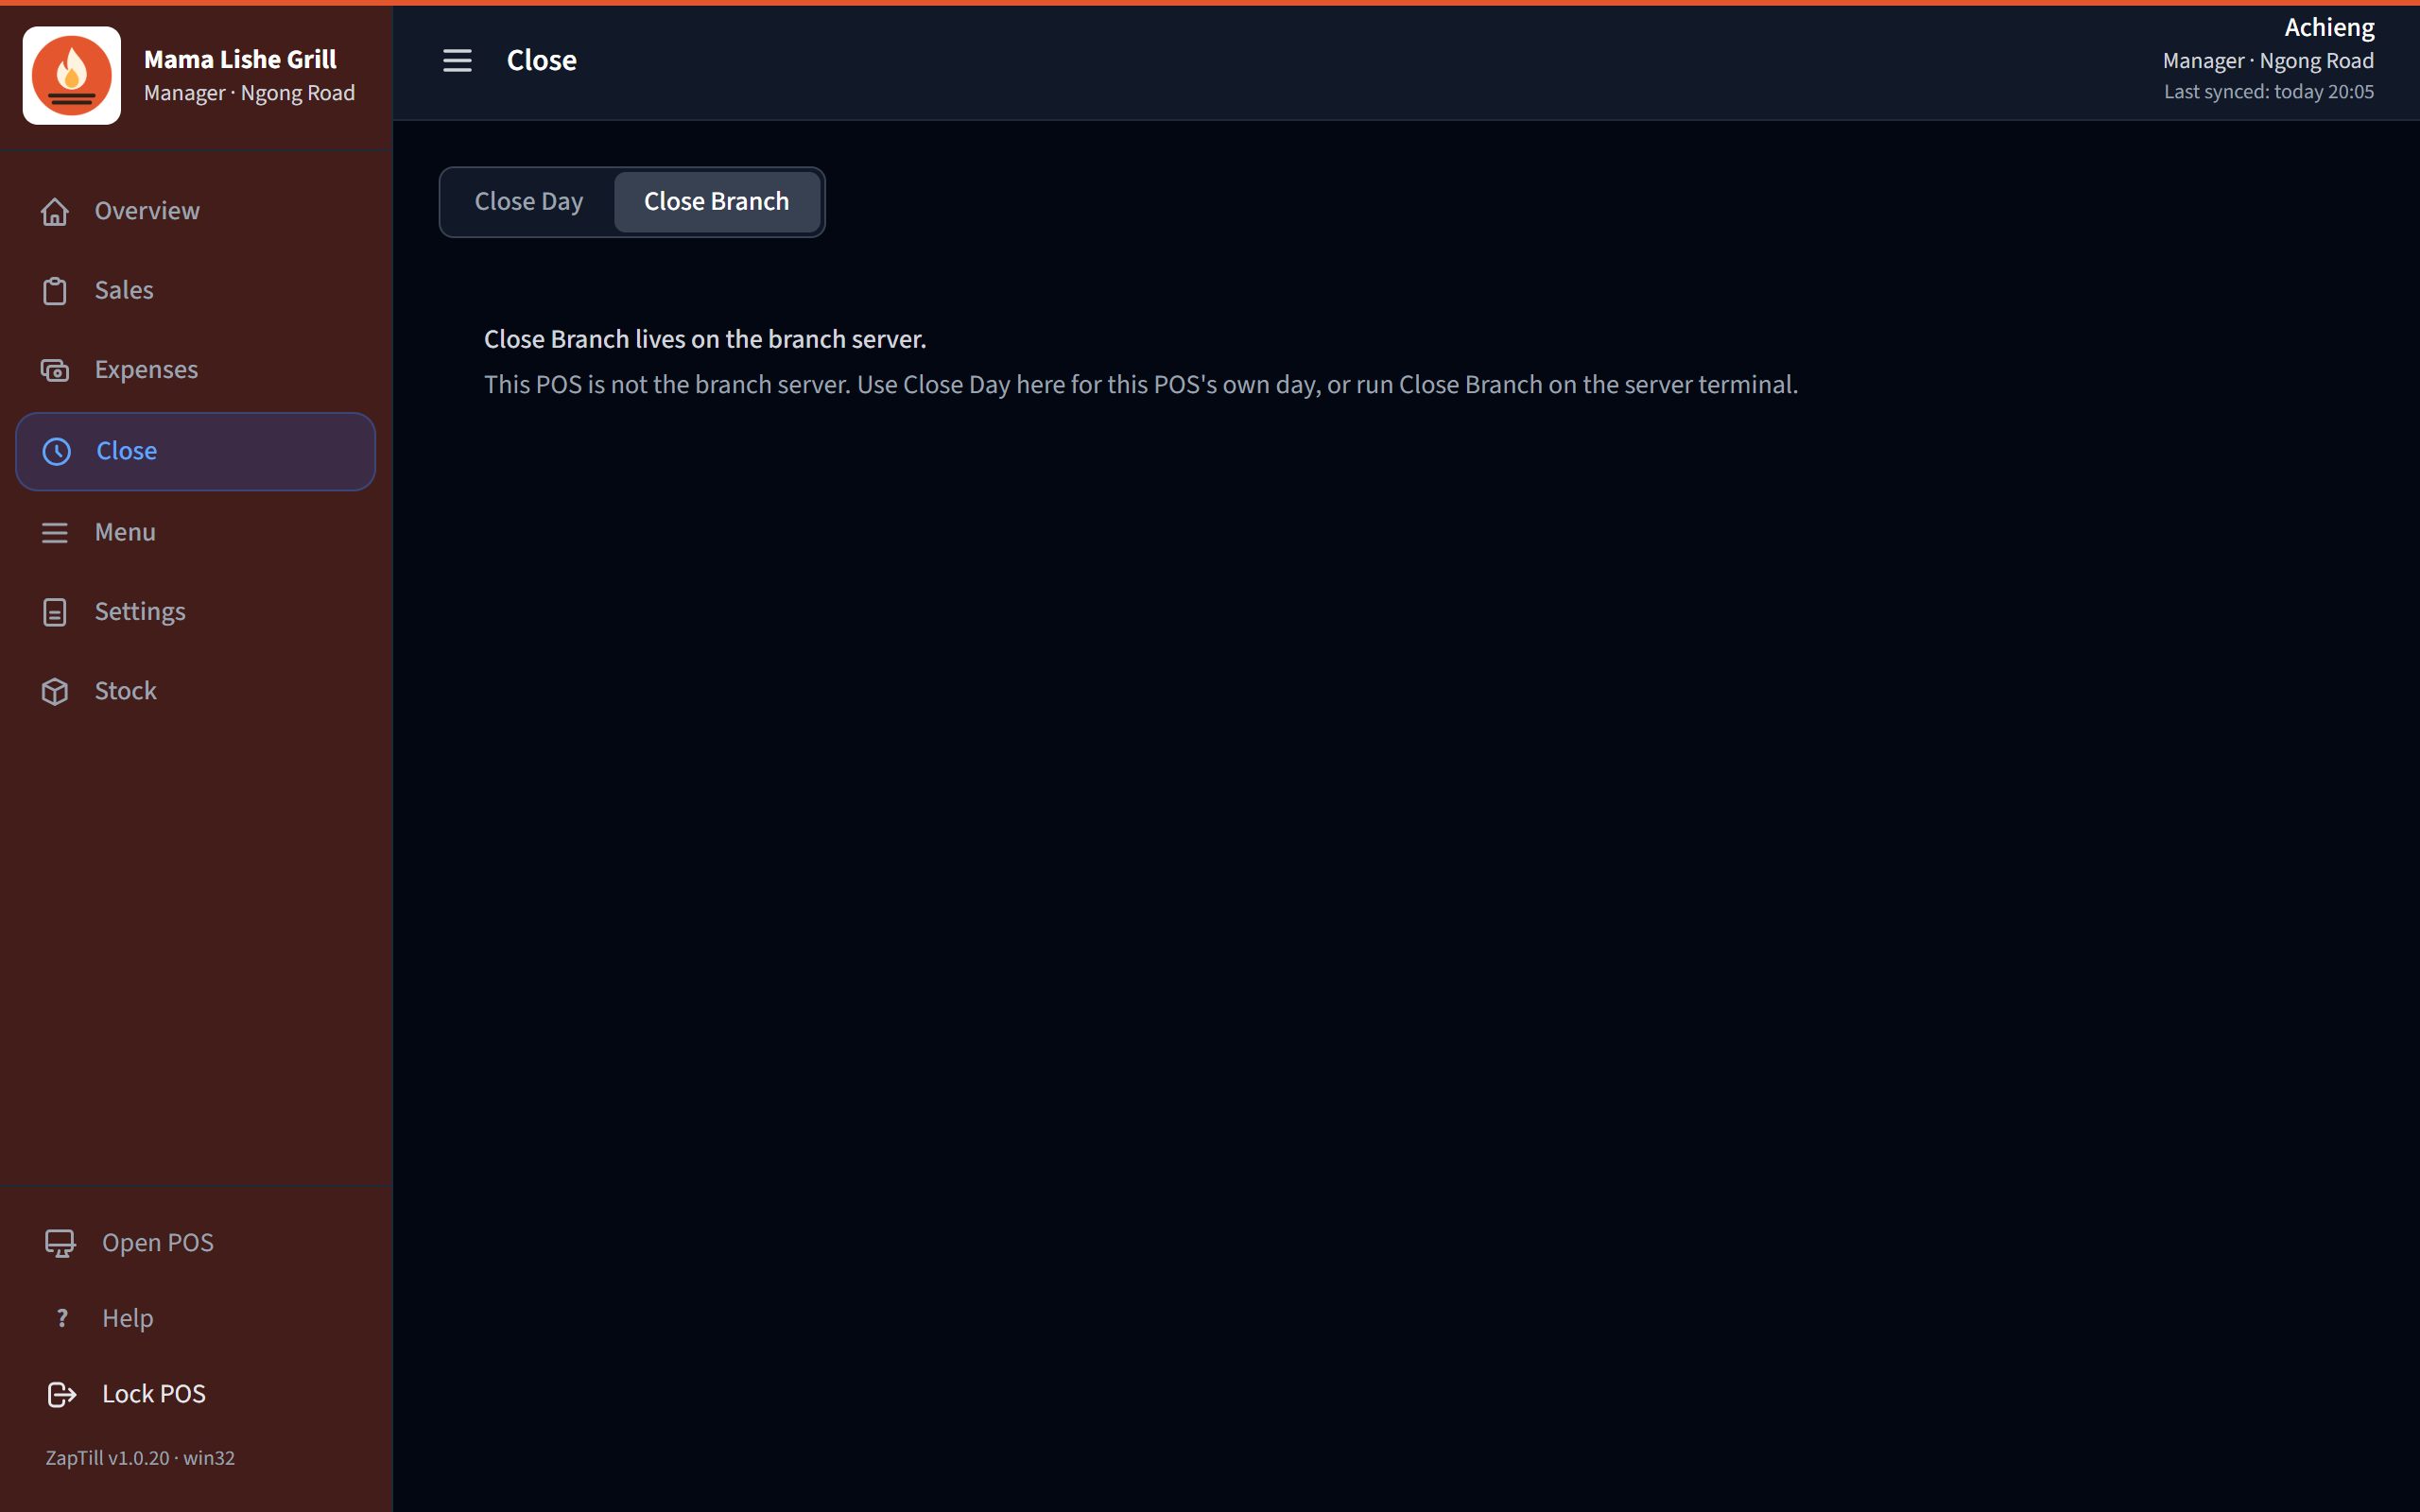 Mama Lishe Grill
Manager · Ngong Road
Overview
Sales
Expenses
Close
Menu
Settings
Stock
Open POS
? Help
Lock POS
ZapTill v1.0.20 · win32
Close
Achieng
Manager · Ngong Road
Last synced: today 20:05
Close Day
Close Branch
Close Branch lives on the branch server.
This POS is not the branch server. Use Close Day here for this POS's own day, or run Close Branch on the server terminal.